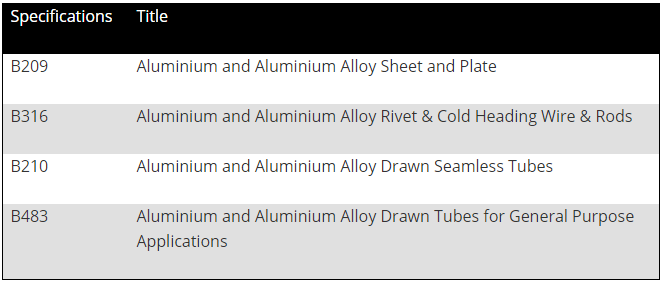 Specifications Title
B209 Aluminium and Aluminium Alloy Sheet and Plate
B316 Aluminium and Aluminium Alloy Rivet & Cold Heading Wire & Rods
B210 Aluminium and Aluminium Alloy Drawn Seamless Tubes
B483 Aluminium and Aluminium Alloy Drawn Tubes for General Purpose
Applications